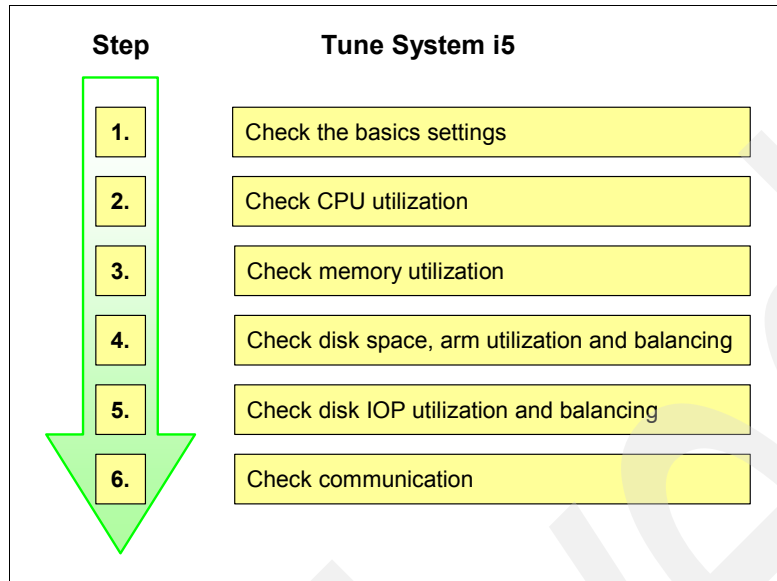 Step Tune System i5
1. Check the basics settings
2. Check CPU utilization
3. Check memory utilization
4. Check disk space, arm utilization and balancing
5. Check disk IOP utilization and balancing
6. Check communication